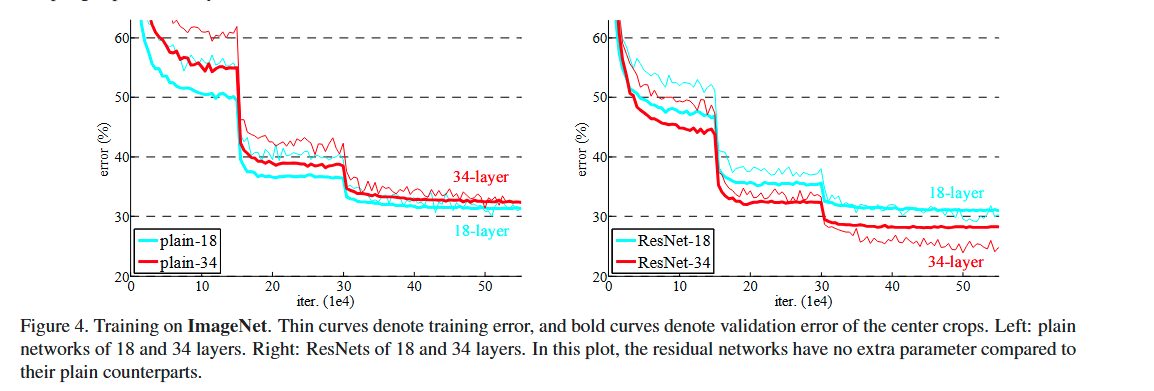 60
50
40
30
20
error (%)
34-layer
18-layer
plain-18
plain-34
0 10 20 30 40 50
iter. (1e4)
60
50
40
30
20
error (%)
18-layer
34-layer
ResNet-18
ResNet-34
0 10 20 30 40 50
iter. (1e4)
Figure 4. Training on ImageNet. Thin curves denote training error, and bold curves denote validation error of the center crops. Left: plain
networks of 18 and 34 layers. Right: ResNets of 18 and 34 layers. In this plot, the residual networks have no extra parameter compared to
their plain counterparts.